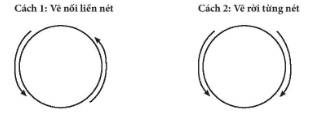 Cách 1: Vẽ nối liền nét
Cách 2: Vẽ rời từng nét